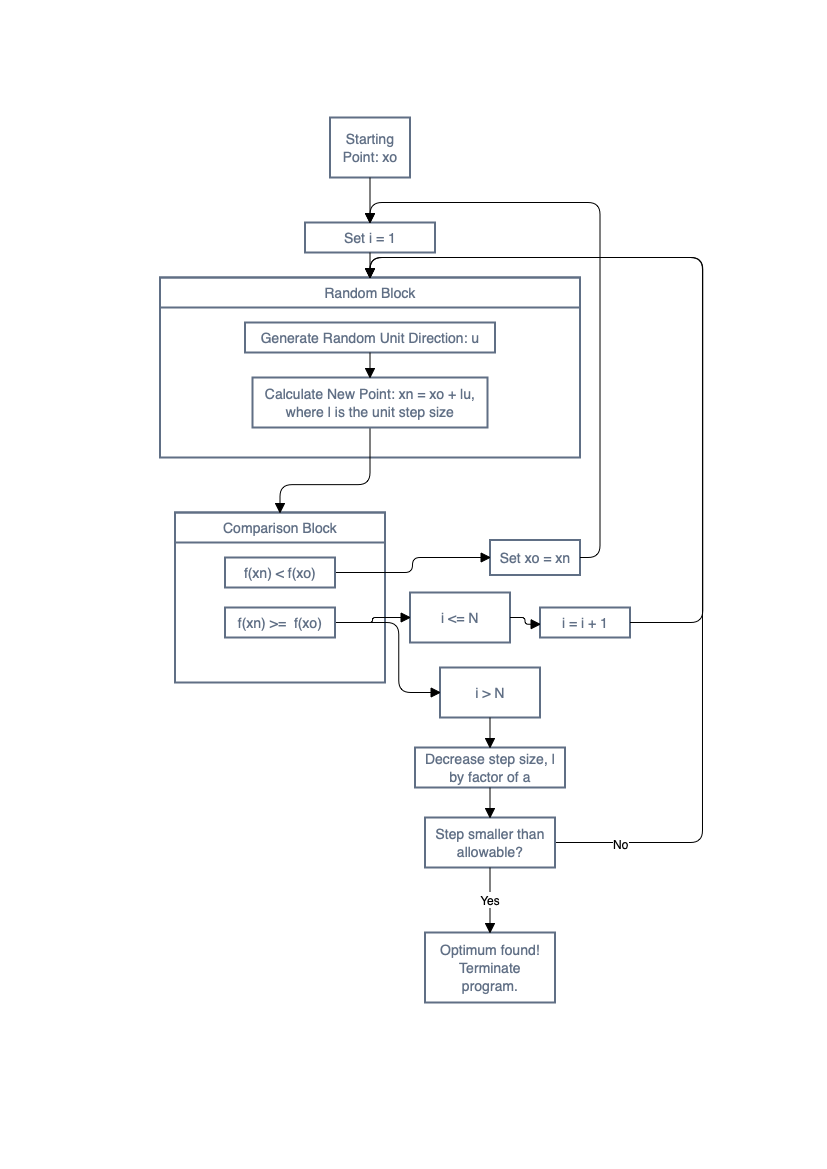 Starting
Point: xo
Set i = 1
Random Block
Generate Random Unit Direction: u
Calculate New Point: xn = xo + lu,
where l is the unit step size
Comparison Block
f(xn) < f(xo)
Set xo = xn
f(xn) >=  f(xo)
i <= N
i = i + 1
i > N
Decrease step size, l
by factor of a
Step smaller than
allowable?
No
Yes
Optimum found!
Terminate
program.